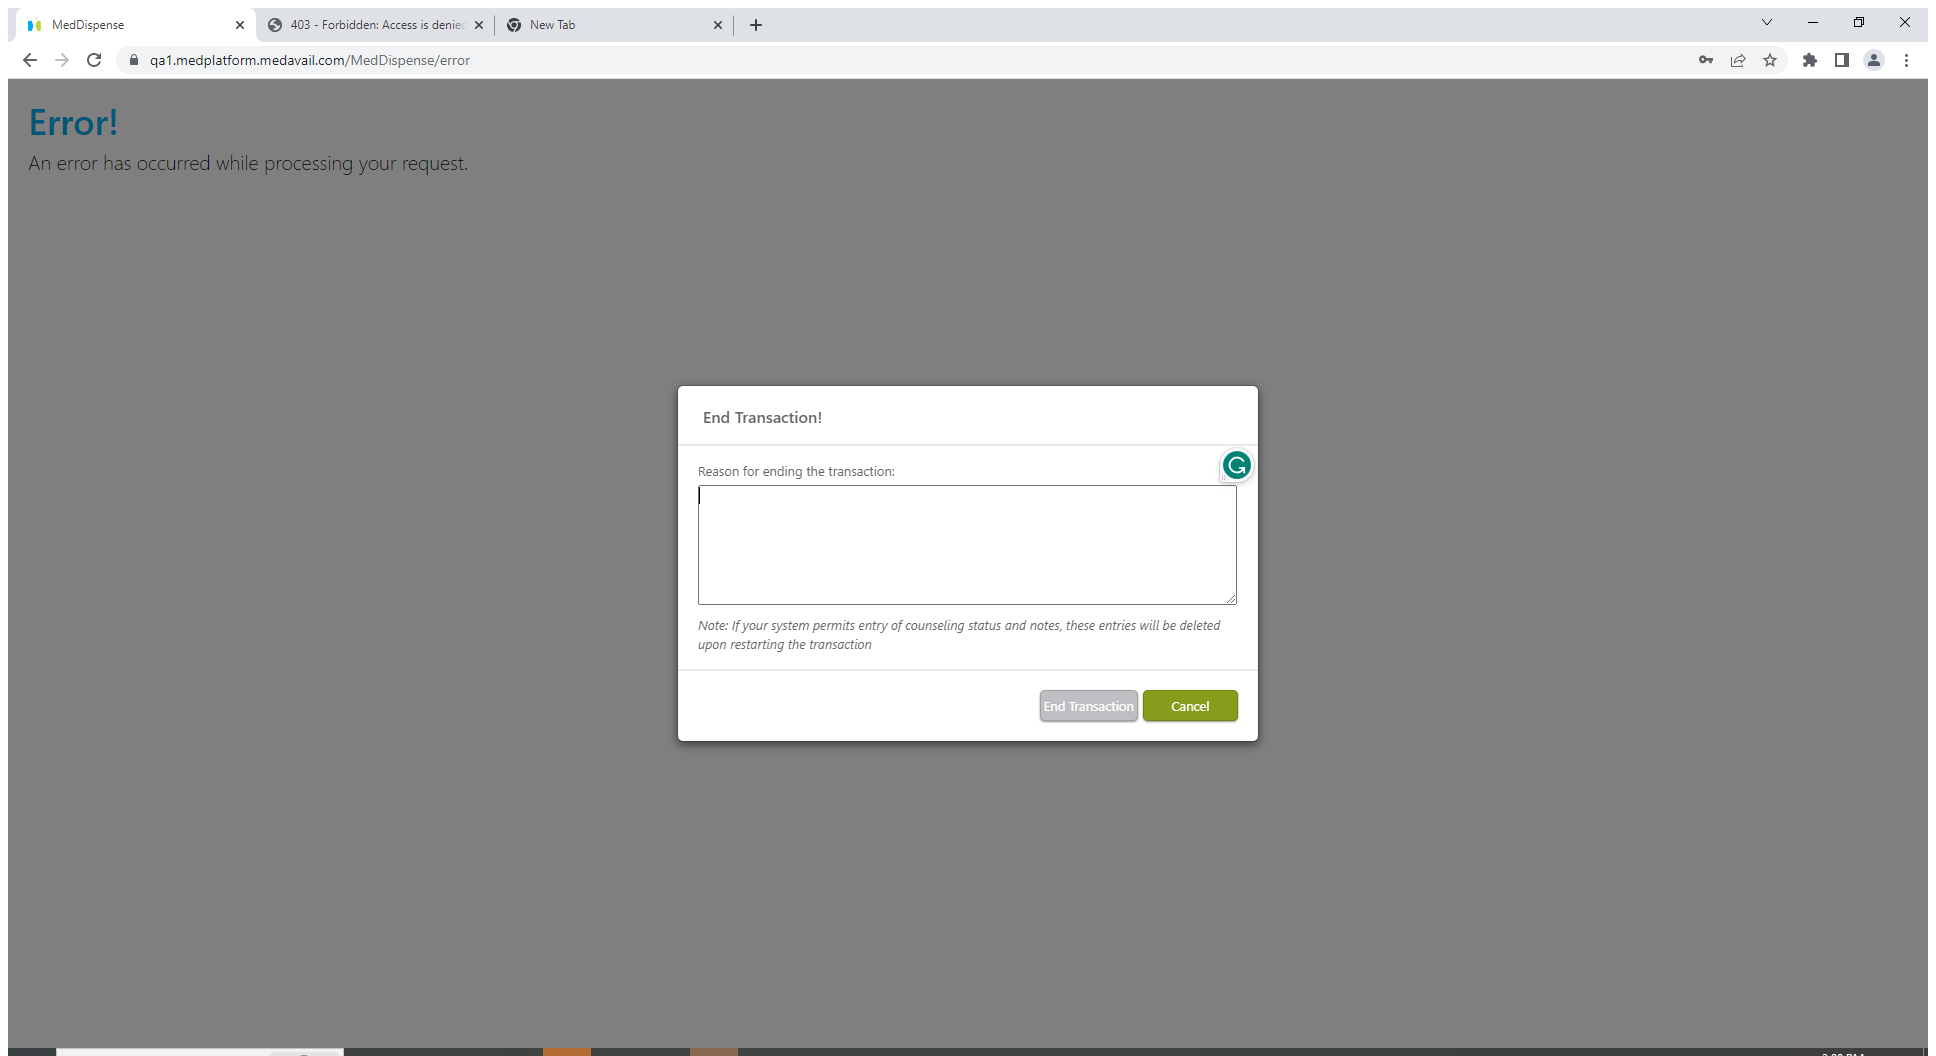 MedDispense
403 - Forbidden: Access is denied
New Tab
qa1.medplatform.medavail.com/MedDispense/error
Error!
An error has occurred while processing your request.
End Transaction!
Reason for ending the transaction:
Note: If your system permits entry of counseling status and notes, these entries will be deleted
upon restarting the transaction
End Transaction
Cancel